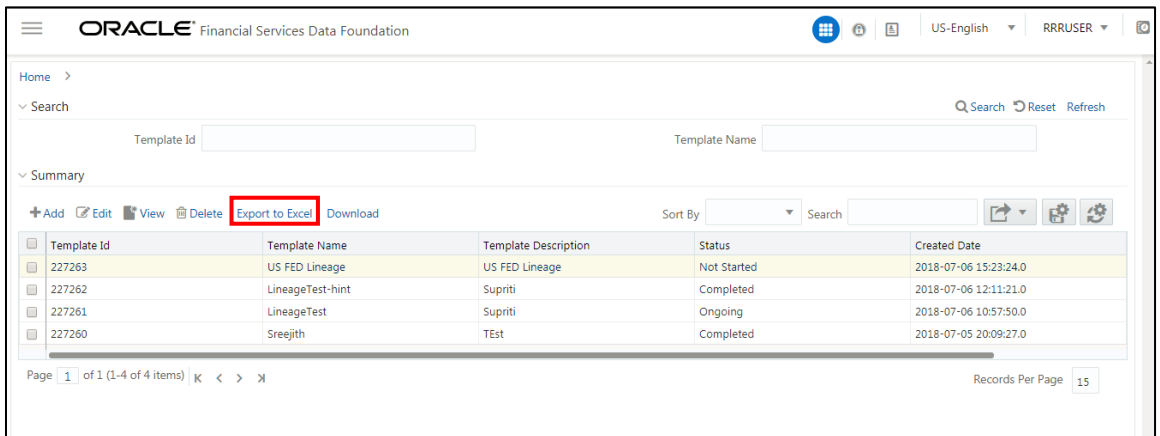 ORACLE® Financial Services Data Foundation US-English RRRUSER
Home >
Search Search Reset Refresh
Template Id Template Name
Summary
+Add Edit View Delete Export to Excel Download Sort By Search
Template Id Template Name Template Description Status Created Date
227263 US FED Lineage US FED Lineage Not Started 2018-07-06 15:23:24.0
227262 LineageTest-hint Supriti Completed 2018-07-06 12:11:21.0
227261 LineageTest Supriti Ongoing 2018-07-06 10:57:50.0
227260 Sreejith TEst Completed 2018-07-05 20:09:27.0
Page 1 of 1 (1-4 of 4 items) Records Per Page 15